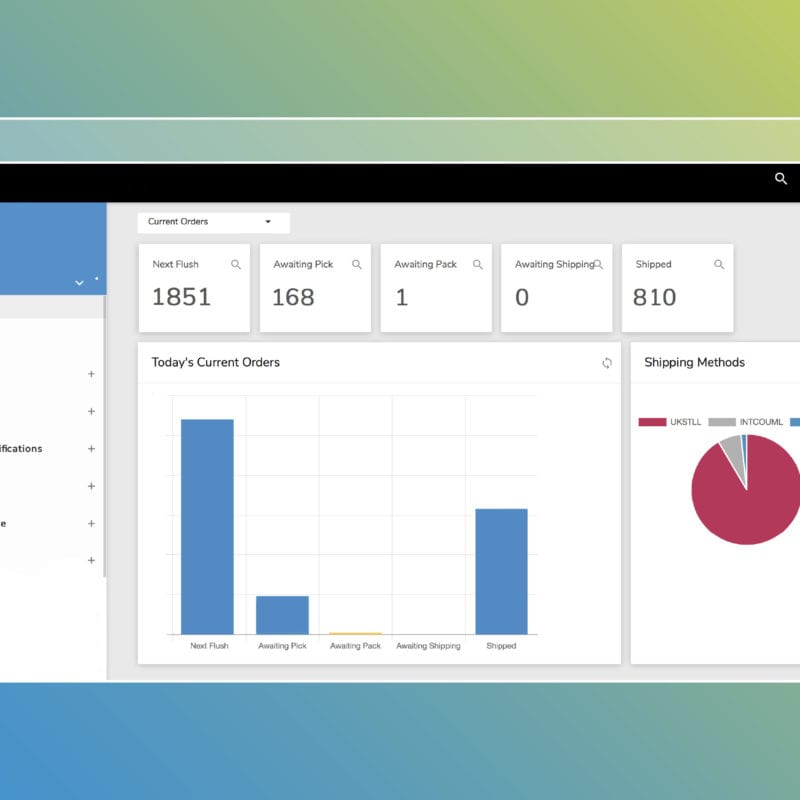 Current Orders
Next Flush
Awaiting Pick
Awaiting Pack
Awaiting Shipping
Shipped
1851
168
1
0
810
Today's Current Orders
Shipping Methods
UKSTLL
INTCOUML
ifications
e
Next Flush
Awaiting Pick
Awaiting Pack
Awaiting Shipping
Shipped